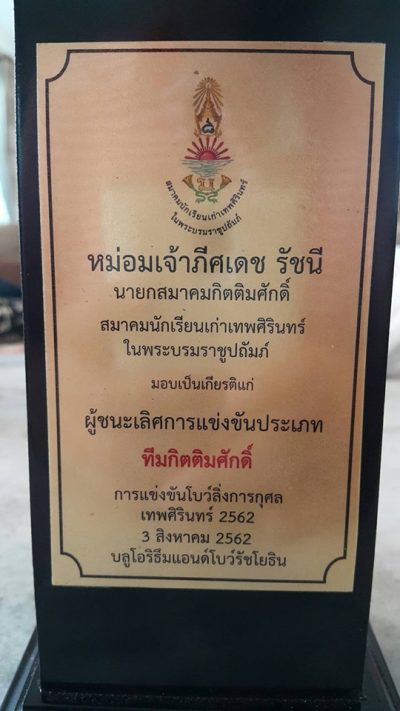 สมาคมนักเรียนเก่าเทพศิรินทร์
ในพระบรมราชูปถัมภ์
หม่อมเจ้าภีศเดช รัชนี
นายกสมาคมกิตติมศักดิ์
สมาคมนักเรียนเก่าเทพศิรินทร์
ในพระบรมราชูปถัมภ์
มอบเป็นเกียรติแก่
ผู้ชนะเลิศการแข่งขันประเภท
ทีมกิตติมศักดิ์
การแข่งขันโบว์ลิ่งการกุศล
เทพศิรินทร์ 2562
3 สิงหาคม 2562
บลูโอริธึ่มแอนด์โบว์รัชโยธิน